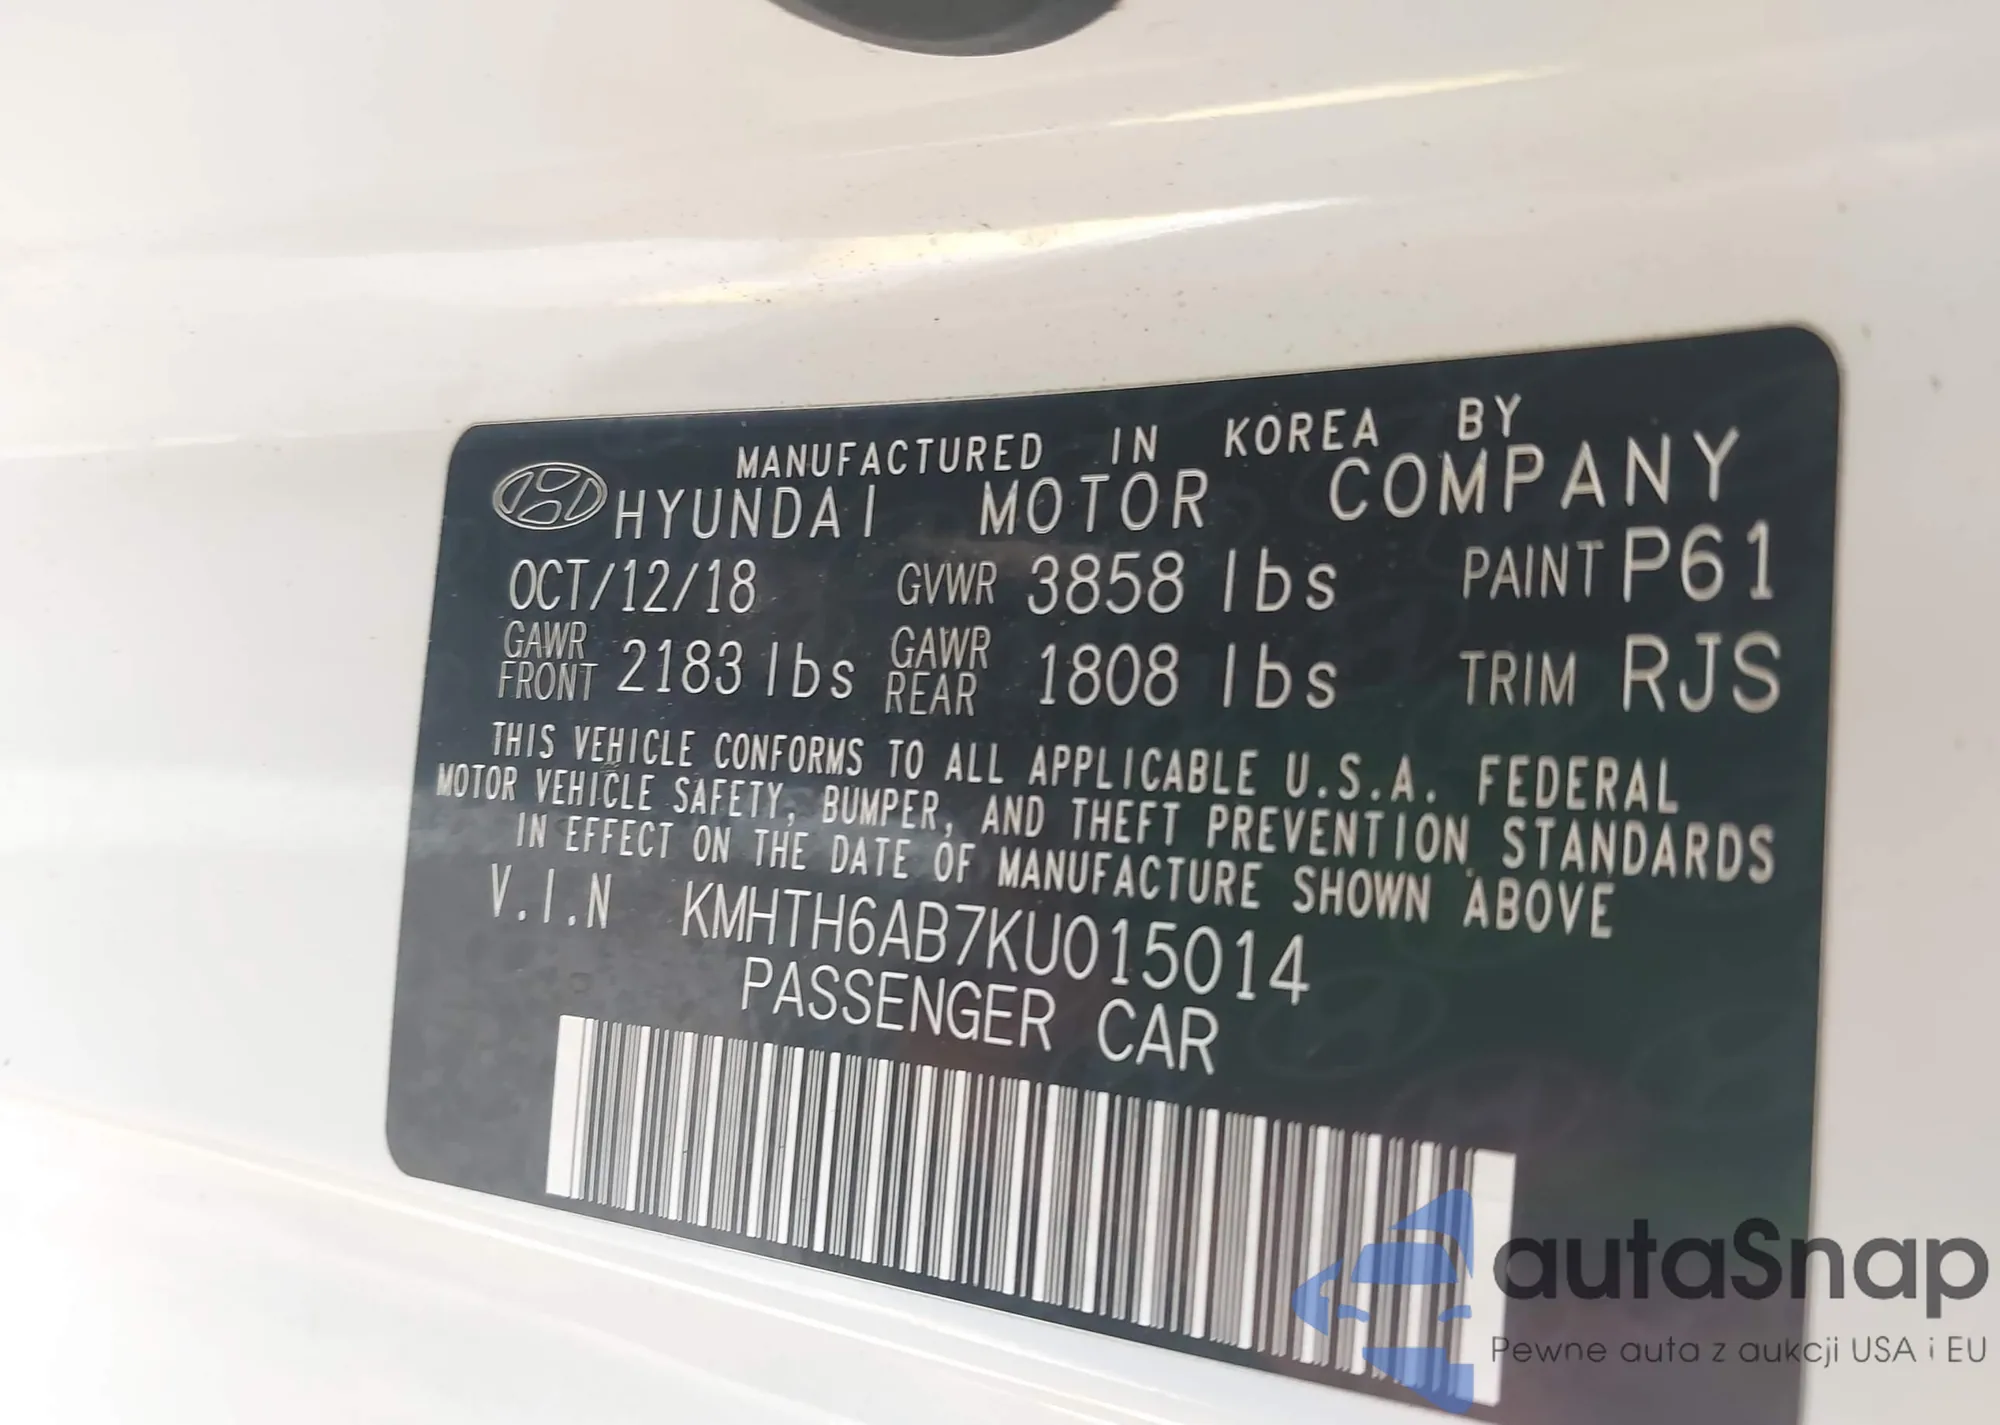 MANUFACTURED IN KOREA BY
HYUNDAI MOTOR COMPANY
OCT/12/18 GVWR 3858 lbs PAINT P61
GAWR FRONT 2183 lbs GAWR REAR 1808 lbs TRIM RJS
THIS VEHICLE CONFORMS TO ALL APPLICABLE U.S.A. FEDERAL
MOTOR VEHICLE SAFETY, BUMPER, AND THEFT PREVENTION STANDARDS
IN EFFECT ON THE DATE OF MANUFACTURE SHOWN ABOVE
V.I.N KMHTH6AB7KU015014
PASSENGER CAR
autaSnap
Pewne auta z aukcji USA i EU